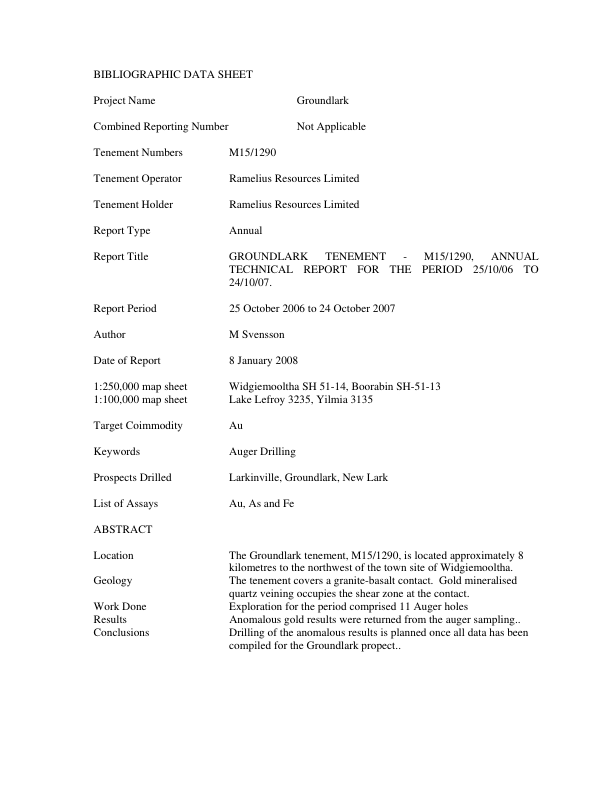 BIBLIOGRAPHIC DATA SHEET
Project Name Groundlark
Combined Reporting Number Not Applicable
Tenement Numbers M15/1290
Tenement Operator Ramelius Resources Limited
Tenement Holder Ramelius Resources Limited
Report Type Annual
Report Title GROUNDLARK TENEMENT - M15/1290, ANNUAL
TECHNICAL REPORT FOR THE PERIOD 25/10/06 TO
24/10/07.
Report Period 25 October 2006 to 24 October 2007
Author M Svensson
Date of Report 8 January 2008
1:250,000 map sheet Widgiemooltha SH 51-14, Boorabin SH-51-13
1:100,000 map sheet Lake Lefroy 3235, Yilmia 3135
Target Coimmodity Au
Keywords Auger Drilling
Prospects Drilled Larkinville, Groundlark, New Lark
List of Assays Au, As and Fe
ABSTRACT
Location The Groundlark tenement, M15/1290, is located approximately 8
kilometres to the northwest of the town site of Widgiemooltha.
Geology The tenement covers a granite-basalt contact. Gold mineralised
quartz veining occupies the shear zone at the contact.
Work Done Exploration for the period comprised 11 Auger holes
Results Anomalous gold results were returned from the auger sampling..
Conclusions Drilling of the anomalous results is planned once all data has been
compiled for the Groundlark propect..